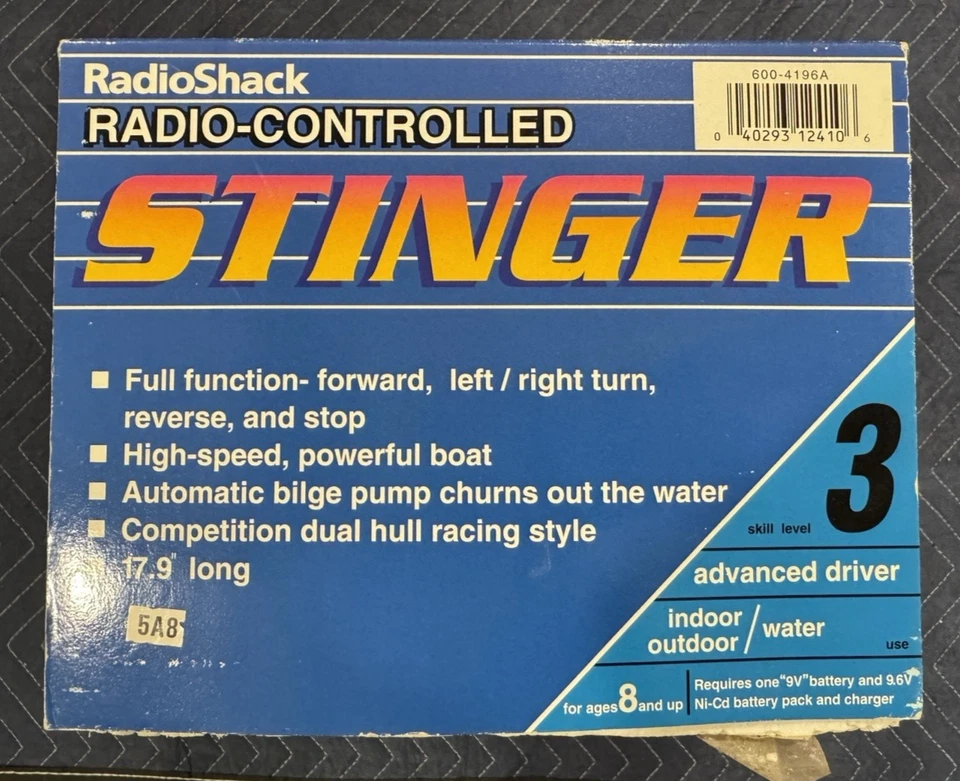 RadioShack
600-4196A
0 40293 12410 6
RADIO-CONTROLLED
STINGER
Full function- forward, left / right turn,
reverse, and stop
High-speed, powerful boat
Automatic bilge pump churns out the water
Competition dual hull racing style
17.9" long
5A8
3
skill level
advanced driver
indoor
outdoor / water
use
for ages 8 and up
Requires one "9V" battery and 9.6V
Ni-Cd battery pack and charger